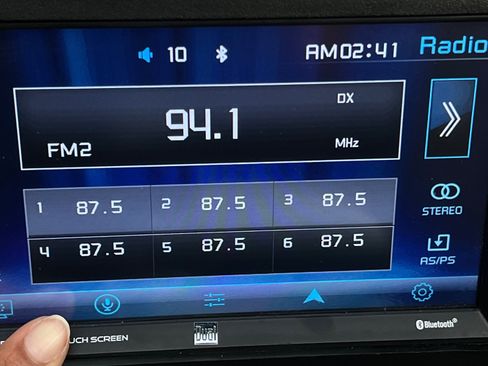 10 AM02:41 Radio
DX
94.1
FM2 MHz
1 87.5 2 87.5 3 87.5
STEREO
4 87.5 5 87.5 6 87.5
AS/PS
TOUCH SCREEN Dual Bluetooth®